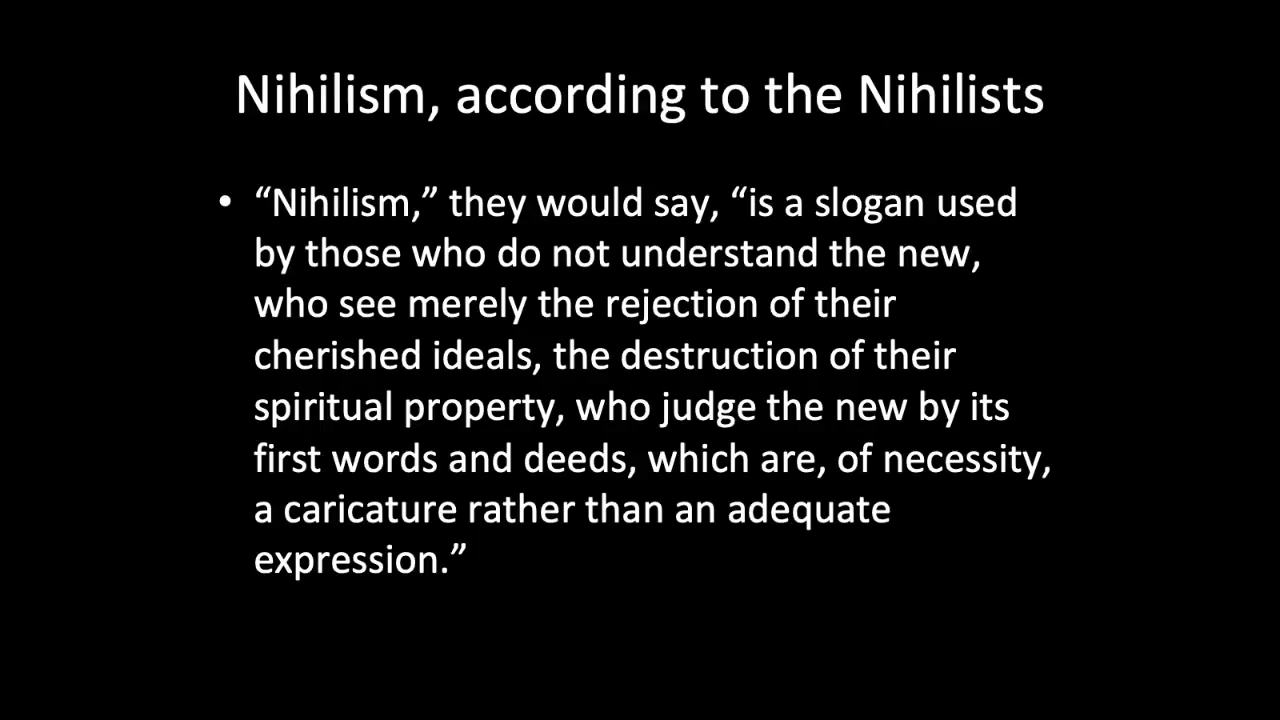 Nihilism, according to the Nihilists
• “Nihilism,” they would say, “is a slogan used
by those who do not understand the new,
who see merely the rejection of their
cherished ideals, the destruction of their
spiritual property, who judge the new by its
first words and deeds, which are, of necessity,
a caricature rather than an adequate
expression.”